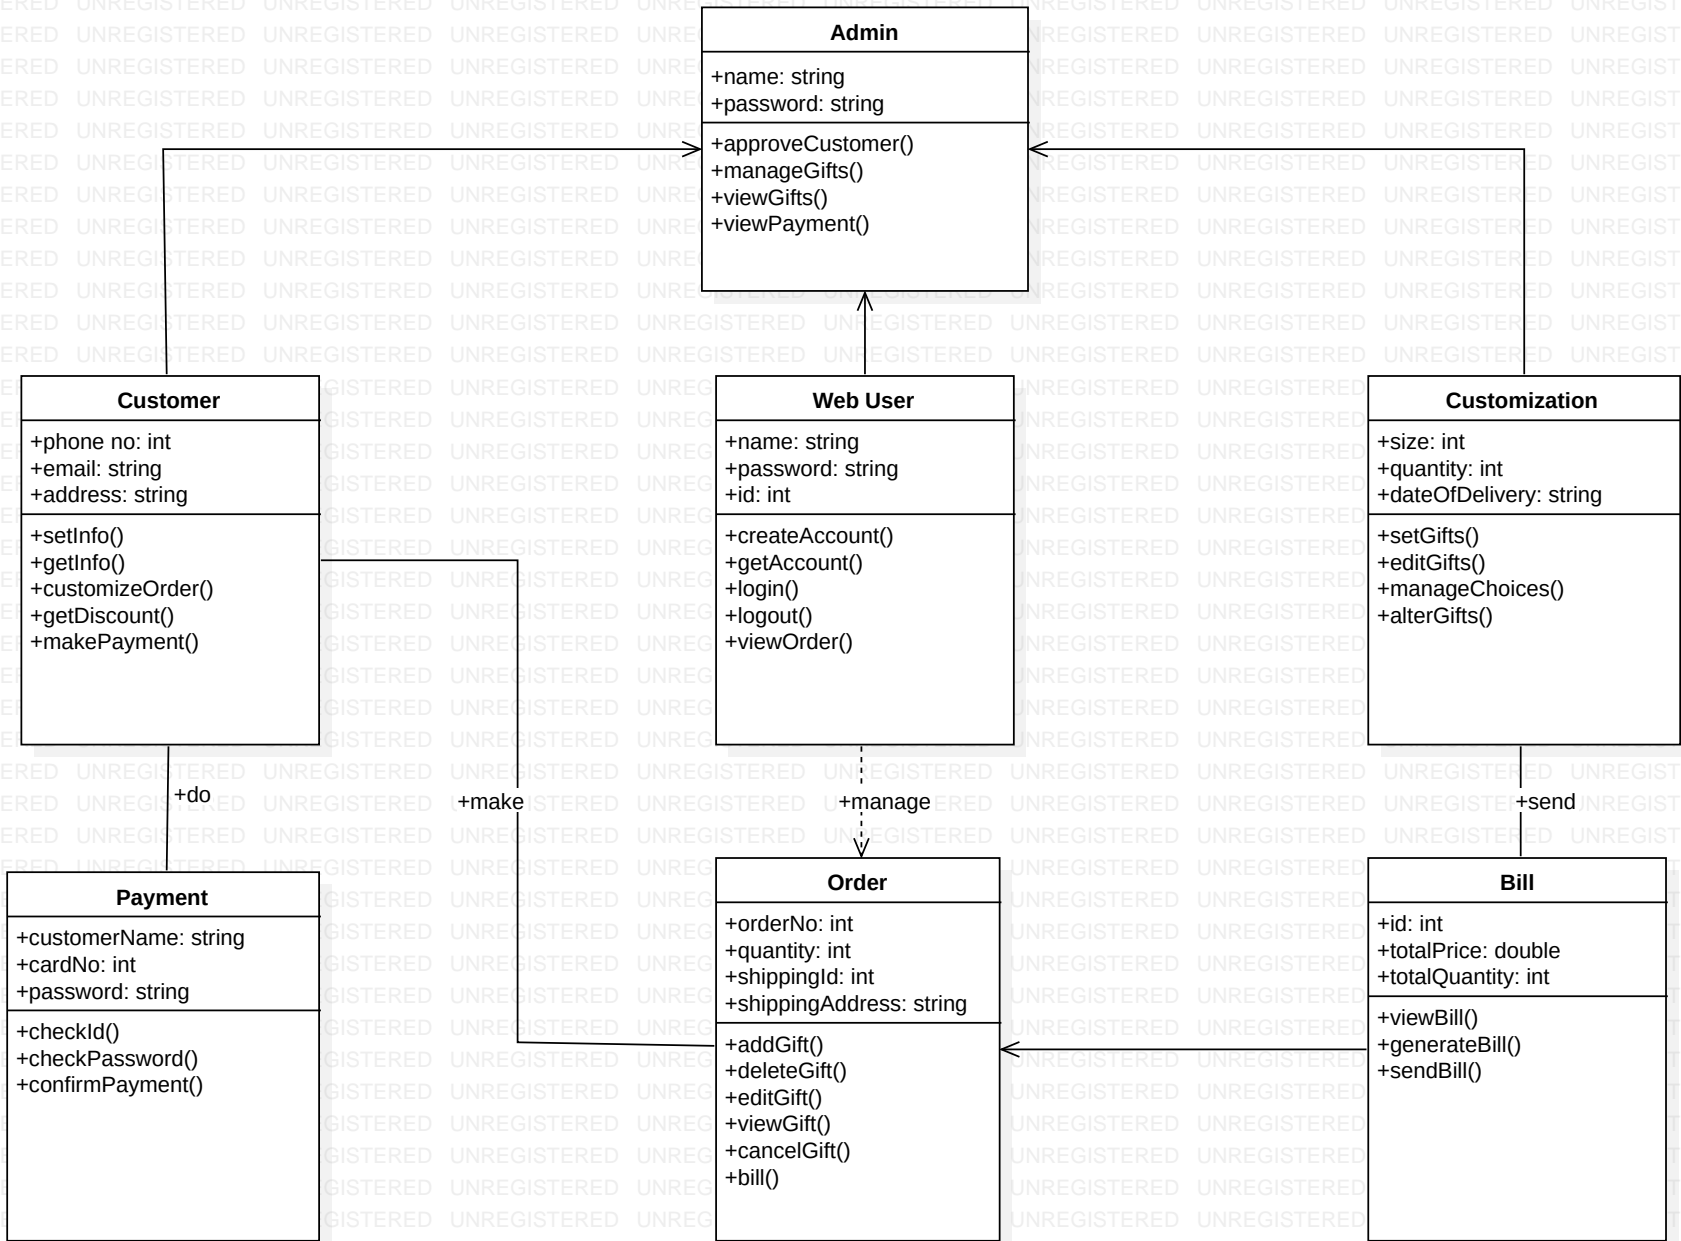 Admin
+name: string
+password: string
+approveCustomer()
+manageGifts()
+viewGifts()
+viewPayment()
Customer
+phone no: int
+email: string
+address: string
+setInfo()
+getInfo()
+customizeOrder()
+getDiscount()
+makePayment()
Web User
+name: string
+password: string
+id: int
+createAccount()
+getAccount()
+login()
+logout()
+viewOrder()
Customization
+size: int
+quantity: int
+dateOfDelivery: string
+setGifts()
+editGifts()
+manageChoices()
+alterGifts()
+do
+make
+manage
+send
Payment
+customerName: string
+cardNo: int
+password: string
+checkId()
+checkPassword()
+confirmPayment()
Order
+orderNo: int
+quantity: int
+shippingId: int
+shippingAddress: string
+addGift()
+deleteGift()
+editGift()
+viewGift()
+cancelGift()
+bill()
Bill
+id: int
+totalPrice: double
+totalQuantity: int
+viewBill()
+generateBill()
+sendBill()
UNREGISTERED